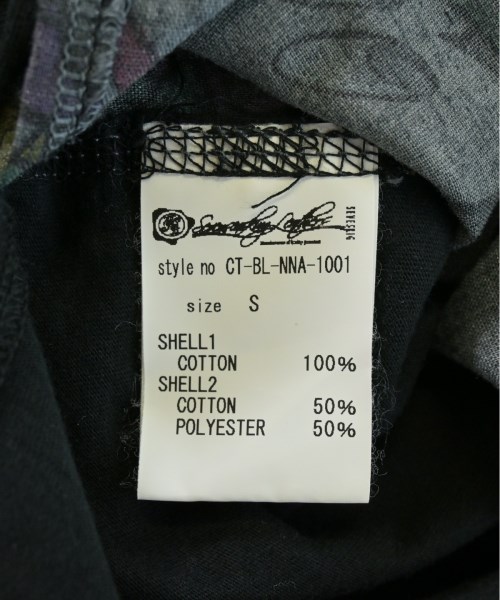 style no CT-BL-NNA-1001
size S
SHELL1
COTTON 100%
SHELL2
COTTON 50%
POLYESTER 50%